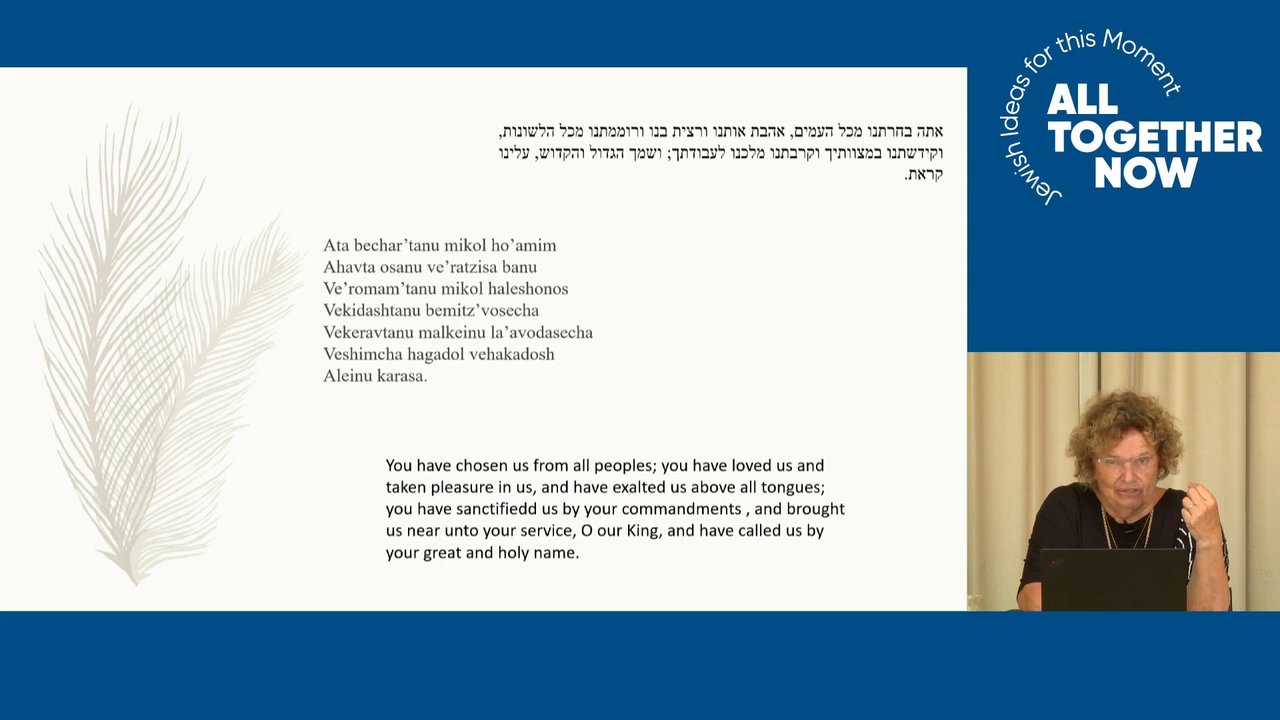 אתה בחרתנו מכל העמים, אהבת אותנו ורצית בנו ורוממתנו מכל הלשונות,
וקידשתנו במצוותיך וקרבתנו מלכנו לעבודתך; ושמך הגדול והקדוש, עלינו
קראת.
Ata bechar’tanu mikol ho’amim
Ahavta osanu ve’ratzisa banu
Ve’romam’tanu mikol haleshonos
Vekidashtanu bemitz’vosecha
Vekeravtanu malkeinu la’avodasecha
Veshimcha hagadol vehakadosh
Aleinu karasa.
You have chosen us from all peoples; you have loved us and
taken pleasure in us, and have exalted us above all tongues;
you have sanctifiedd us by your commandments , and brought
us near unto your service, O our King, and have called us by
your great and holy name.
Jewish Ideas for this Moment
ALL
TOGETHER
NOW